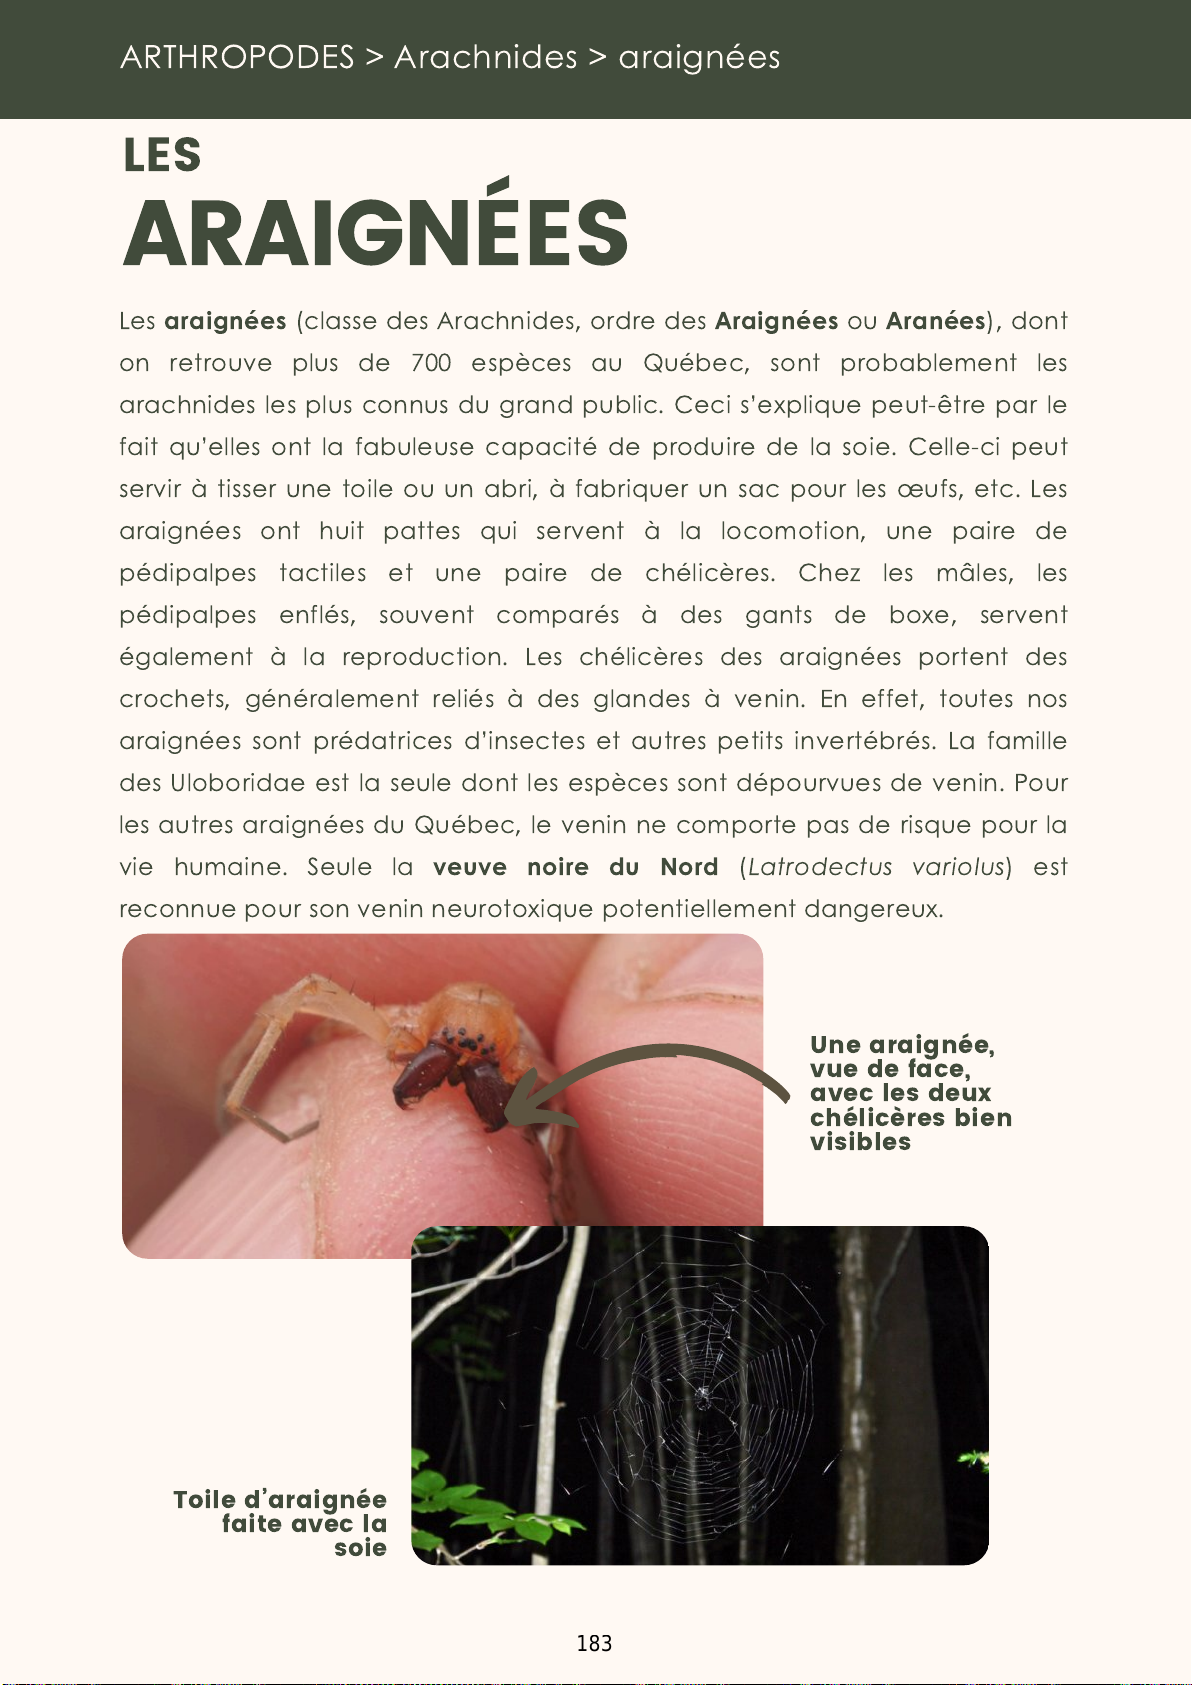 ARTHROPODES > Arachnides > araignées
LES
ARAIGNÉES
Les araignées (classe des Arachnides, ordre des Araignées ou Aranées), dont
on retrouve plus de 700 espèces au Québec, sont probablement les
arachnides les plus connus du grand public. Ceci s'explique peut-être par le
fait qu'elles ont la fabuleuse capacité de produire de la soie. Celle-ci peut
servir à tisser une toile ou un abri, à fabriquer un sac pour les œufs, etc. Les
araignées ont huit pattes qui servent à la locomotion, une paire de
pédipalpes tactiles et une paire de chélicères. Chez les mâles, les
pédipalpes enflés, souvent comparés à des gants de boxe, servent
également à la reproduction. Les chélicères des araignées portent des
crochets, généralement reliés à des glandes à venin. En effet, toutes nos
araignées sont prédatrices d'insectes et autres petits invertébrés. La famille
des Uloboridae est la seule dont les espèces sont dépourvues de venin. Pour
les autres araignées du Québec, le venin ne comporte pas de risque pour la
vie humaine. Seule la veuve noire du Nord (Latrodectus variolus) est
reconnue pour son venin neurotoxique potentiellement dangereux.
Une araignée,
vue de face,
avec les deux
chélicères bien
visibles
Toile d'araignée
faite avec la
soie
183